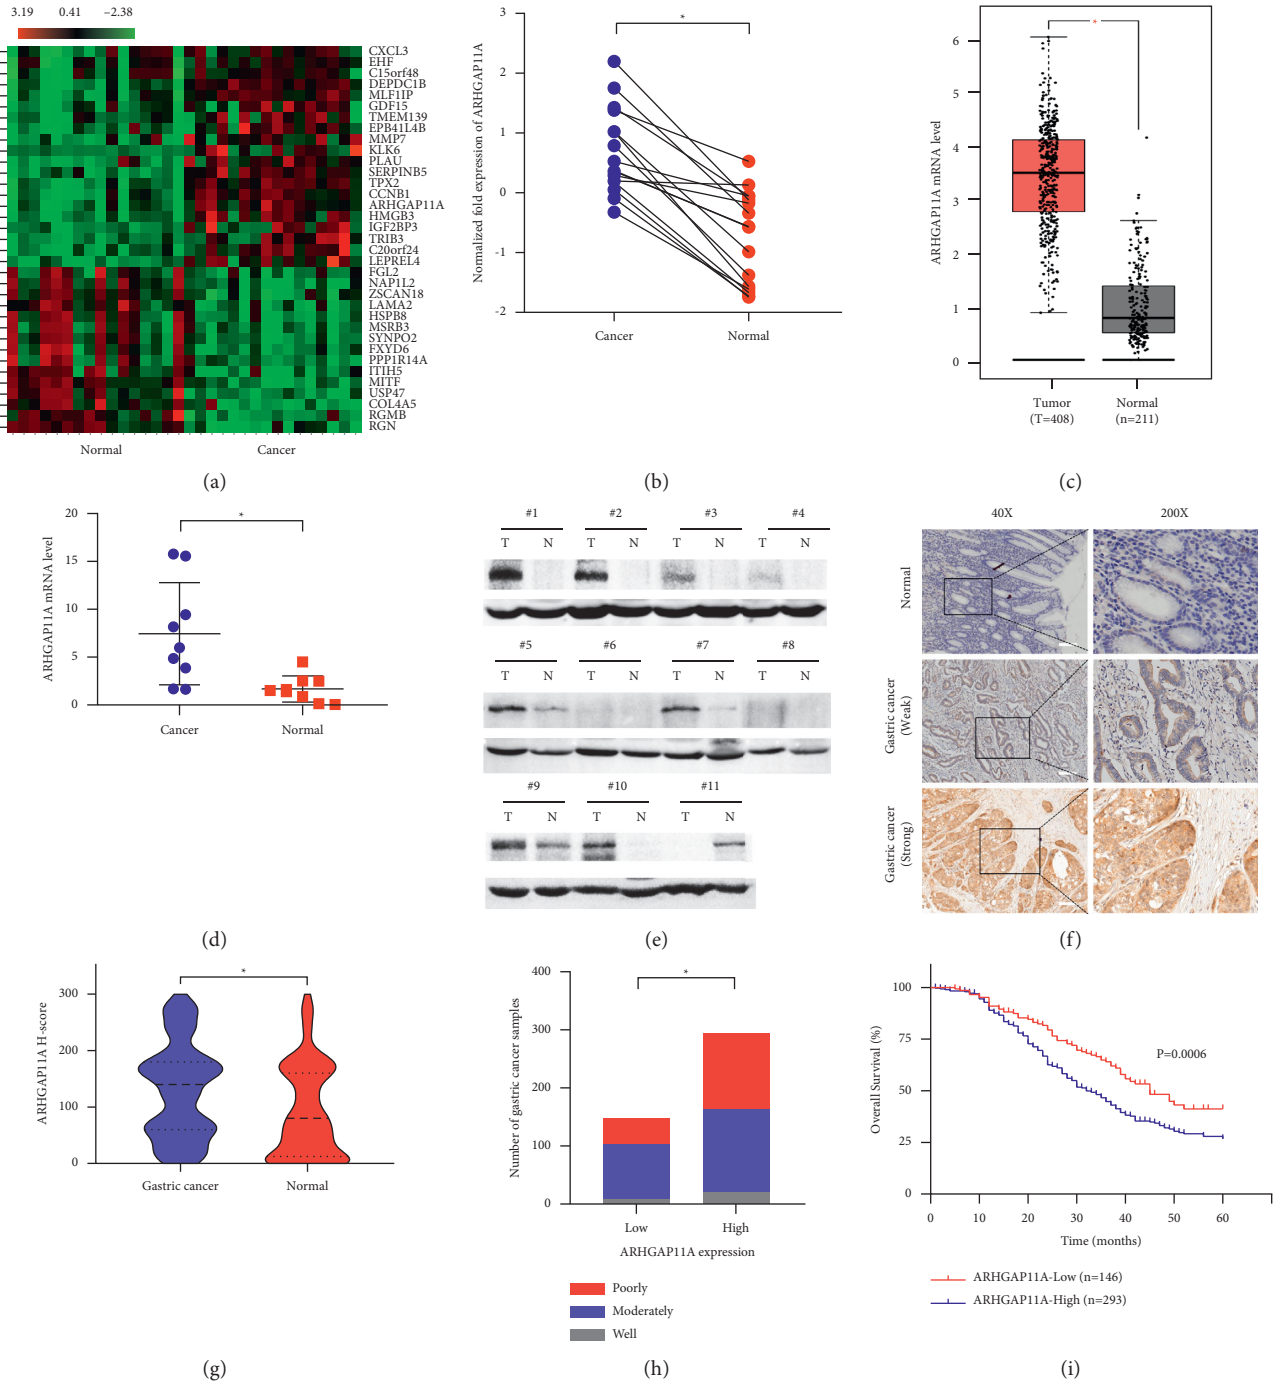 3.19 0.41 −2.38
CXCL3
EHF
C15orf48
DEPDC1B
MLF1IP
GDF15
TMEM139
EPB41L4B
MMP7
KLK6
PLAU
SERPINB5
TPX2
CCNB1
ARHGAP11A
HMGB3
IGF2BP3
TRIB3
C20orf24
LEPREL4
FGL2
NAP1L2
ZSCAN18
LAMA2
HSPB8
MSRB3
SYNPO2
FXYD6
PPP1R14A
ITIH5
MITF
USP47
COL4A5
RGMB
RGN
Normal Cancer
(a)
Normalized fold expression of ARHGAP11A
3
2
1
0
-1
-2
*
Cancer Normal
(b)
ARHGAP11A mRNA level
6
5
4
3
2
1
0
*
Tumor Normal
(T=408) (n=211)
(c)
ARHGAP11A mRNA level
20
15
10
5
0
*
Cancer Normal
(d)
#1 #2 #3 #4
T N T N T N T N
#5 #6 #7 #8
T N T N T N T N
#9 #10 #11
T N T N T N
(e)
40X 200X
Normal
Gastric cancer
(Weak)
Gastric cancer
(Strong)
(f)
ARHGAP11A H-score
300
200
100
0
*
Gastric cancer Normal
(g)
Number of gastric cancer samples
400
300
200
100
0
*
Low High
ARHGAP11A expression
Poorly
Moderately
Well
(h)
Overall Survival (%)
100
75
50
25
0
P=0.0006
0 10 20 30 40 50 60
Time (months)
ARHGAP11A-Low (n=146)
ARHGAP11A-High (n=293)
(i)